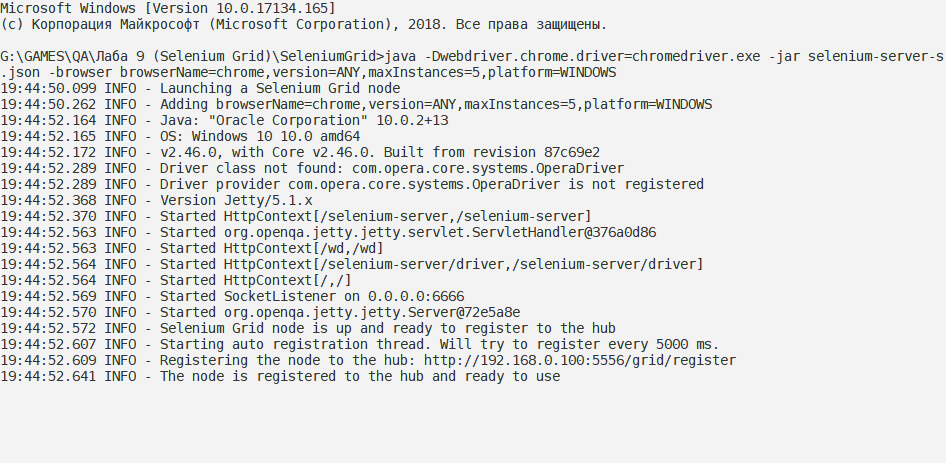 Microsoft Windows [Version 10.0.17134.165]
(c) Корпорация Майкрософт (Microsoft Corporation), 2018. Все права защищены.
G:\GAMES\QA\Лаба 9 (Selenium Grid)\SeleniumGrid>java -Dwebdriver.chrome.driver=chromedriver.exe -jar selenium-server-s
.json -browser browserName=chrome,version=ANY,maxInstances=5,platform=WINDOWS
19:44:50.099 INFO - Launching a Selenium Grid node
19:44:50.262 INFO - Adding browserName=chrome,version=ANY,maxInstances=5,platform=WINDOWS
19:44:52.164 INFO - Java: "Oracle Corporation" 10.0.2+13
19:44:52.165 INFO - OS: Windows 10 10.0 amd64
19:44:52.172 INFO - v2.46.0, with Core v2.46.0. Built from revision 87c69e2
19:44:52.289 INFO - Driver class not found: com.opera.core.systems.OperaDriver
19:44:52.289 INFO - Driver provider com.opera.core.systems.OperaDriver is not registered
19:44:52.368 INFO - Version Jetty/5.1.x
19:44:52.370 INFO - Started HttpContext[/selenium-server,/selenium-server]
19:44:52.563 INFO - Started org.openqa.jetty.jetty.servlet.ServletHandler@376a0d86
19:44:52.563 INFO - Started HttpContext[/wd,/wd]
19:44:52.564 INFO - Started HttpContext[/selenium-server/driver,/selenium-server/driver]
19:44:52.564 INFO - Started HttpContext[/,/]
19:44:52.569 INFO - Started SocketListener on 0.0.0.0:6666
19:44:52.570 INFO - Started org.openqa.jetty.jetty.Server@72e5a8e
19:44:52.572 INFO - Selenium Grid node is up and ready to register to the hub
19:44:52.607 INFO - Starting auto registration thread. Will try to register every 5000 ms.
19:44:52.609 INFO - Registering the node to the hub: http://192.168.0.100:5556/grid/register
19:44:52.641 INFO - The node is registered to the hub and ready to use